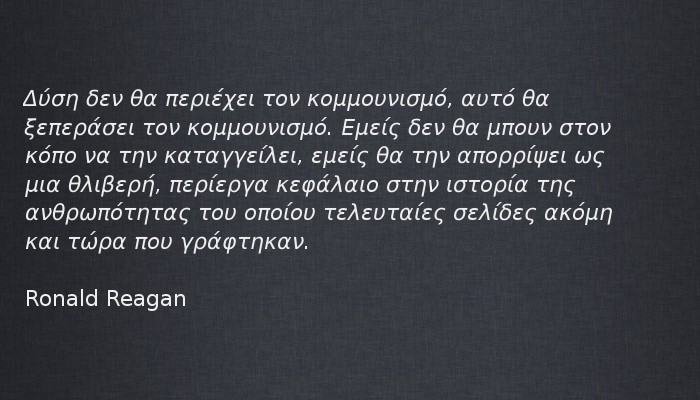 Δύση δεν θα περιέχει τον κομμουνισμό, αυτό θα
ξεπεράσει τον κομμουνισμό. Εμείς δεν θα μπουν στον
κόπο να την καταγγείλει, εμείς θα την απορρίψει ως
μια θλιβερή, περίεργα κεφάλαιο στην ιστορία της
ανθρωπότητας του οποίου τελευταίες σελίδες ακόμη
και τώρα που γράφτηκαν.
Ronald Reagan